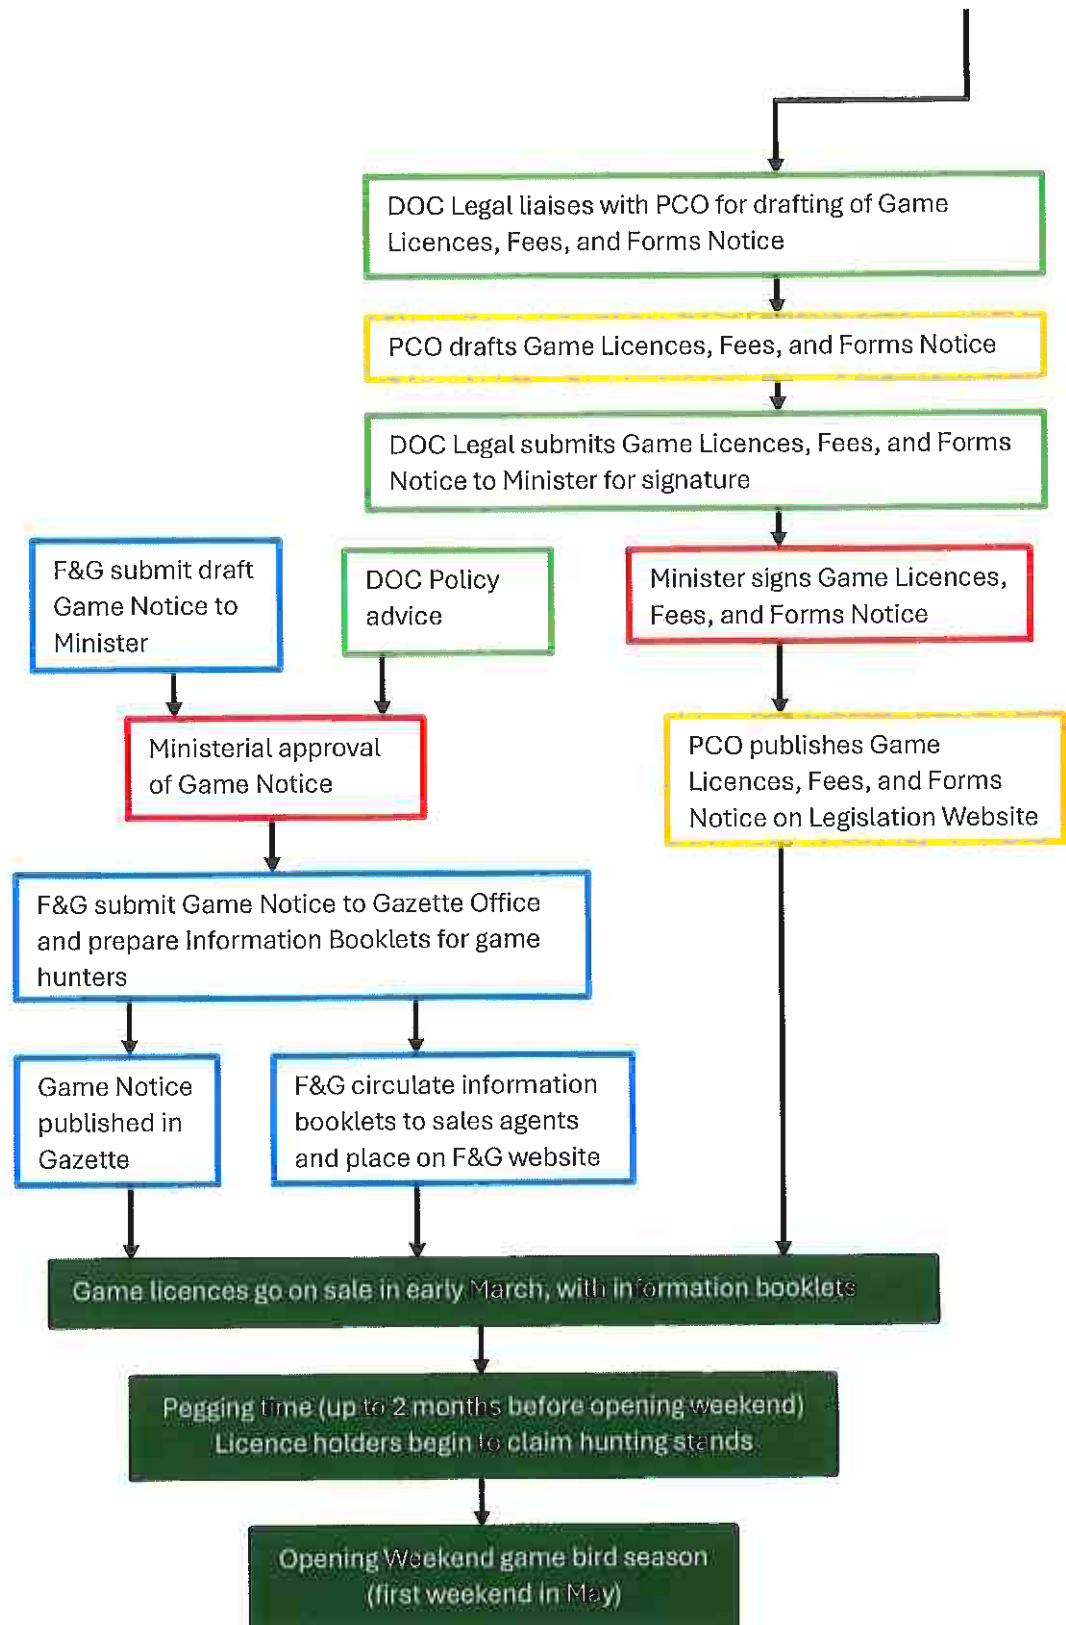 DOC Legal liaises with PCO for drafting of Game
Licences, Fees, and Forms Notice
PCO drafts Game Licences, Fees, and Forms Notice
DOC Legal submits Game Licences, Fees, and Forms
Notice to Minister for signature
F&G submit draft
Game Notice to
Minister
DOC Policy
advice
Minister signs Game Licences,
Fees, and Forms Notice
Ministerial approval
of Game Notice
PCO publishes Game
Licences, Fees, and Forms
Notice on Legislation Website
F&G submit Game Notice to Gazette Office
and prepare Information Booklets for game
hunters
Game Notice
published in
Gazette
F&G circulate information
booklets to sales agents
and place on F&G website
Game licences go on sale in early March, with information booklets
Pegging time (up to 2 months before opening weekend)
Licence holders begin to claim hunting stands
Opening Weekend game bird season
(first weekend in May)